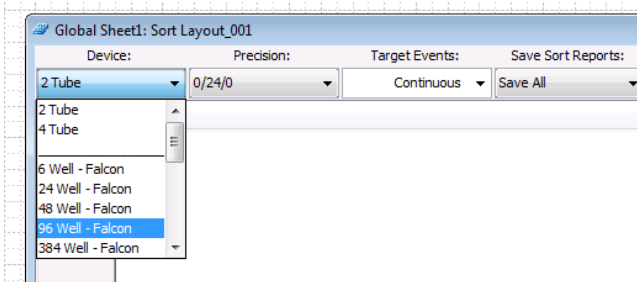 Global Sheet1: Sort Layout_001
Device: Precision: Target Events: Save Sort Reports:
2 Tube 0/24/0 Continuous Save All
2 Tube
4 Tube
6 Well - Falcon
24 Well - Falcon
48 Well - Falcon
96 Well - Falcon
384 Well - Falcon